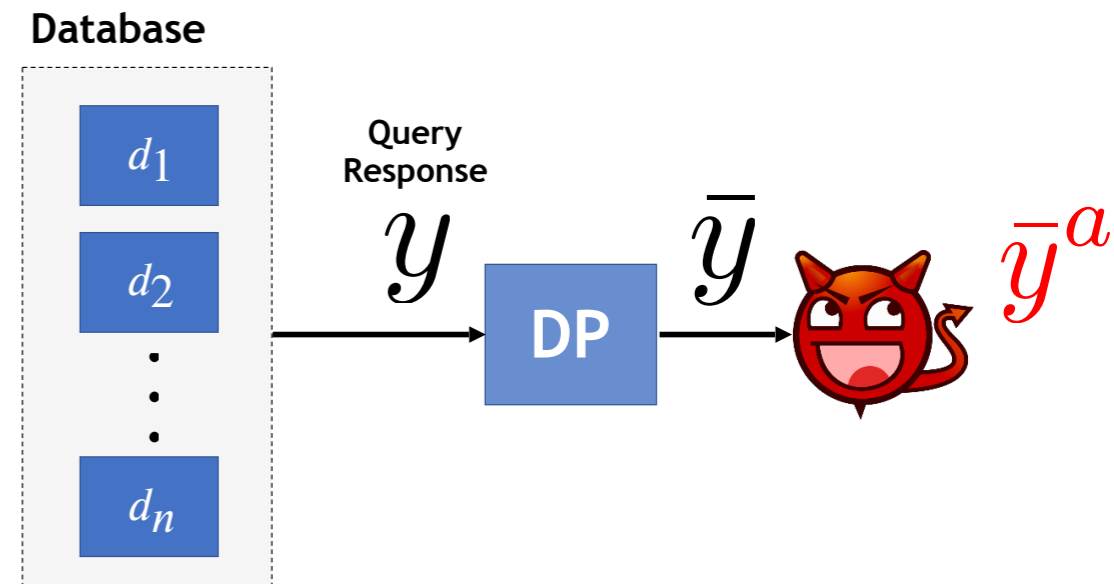 Database
d₁
d₂
dₙ
Query
Response
y
DP
ȳ
ȳᵃ